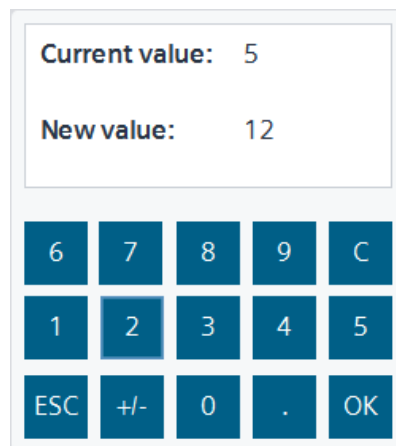 Current value: 5
New value: 12
6 7 8 9 C
1 2 3 4 5
ESC +/- 0 . OK